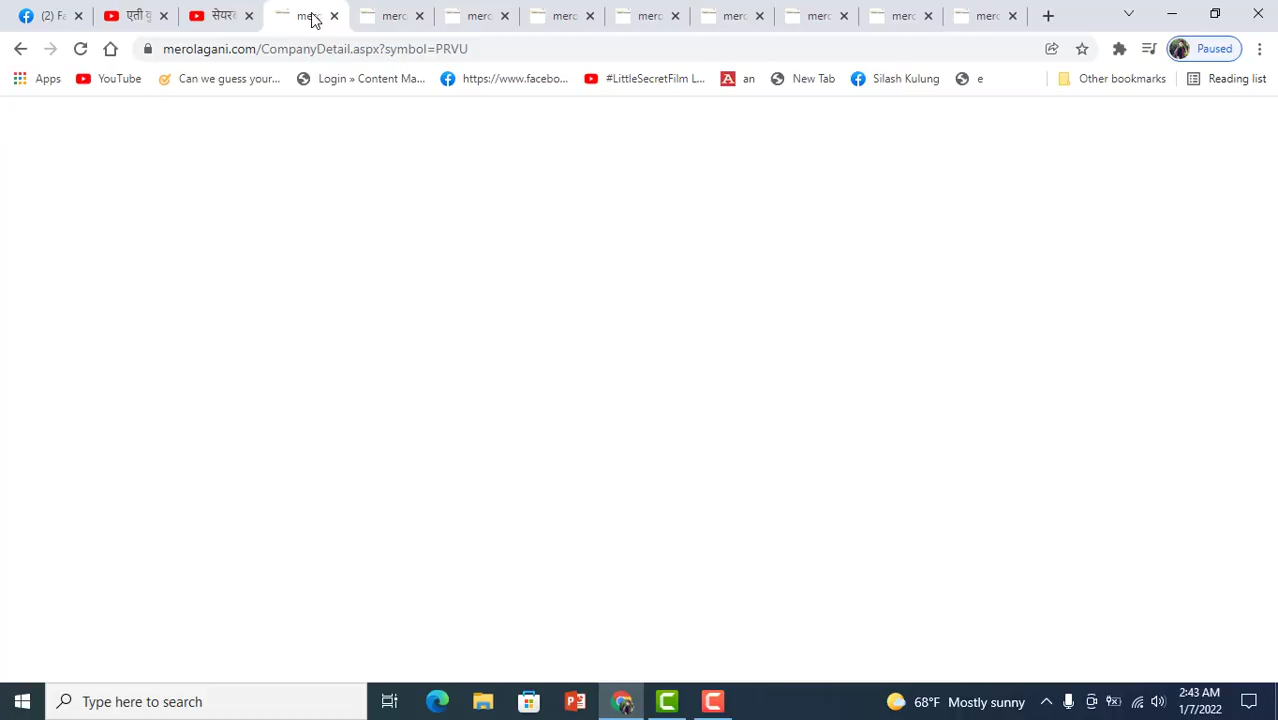 (2) Fa
एती
सेयर
merc
merc
merc
merc
merc
merc
merc
merc
merolagani.com/CompanyDetail.aspx?symbol=PRVU
Paused
Apps
YouTube
Can we guess your...
Login » Content Ma...
https://www.facebo...
#LittleSecretFilm L...
an
New Tab
Silash Kulung
e
Other bookmarks
Reading list
Type here to search
68°F Mostly sunny
2:43 AM
1/7/2022